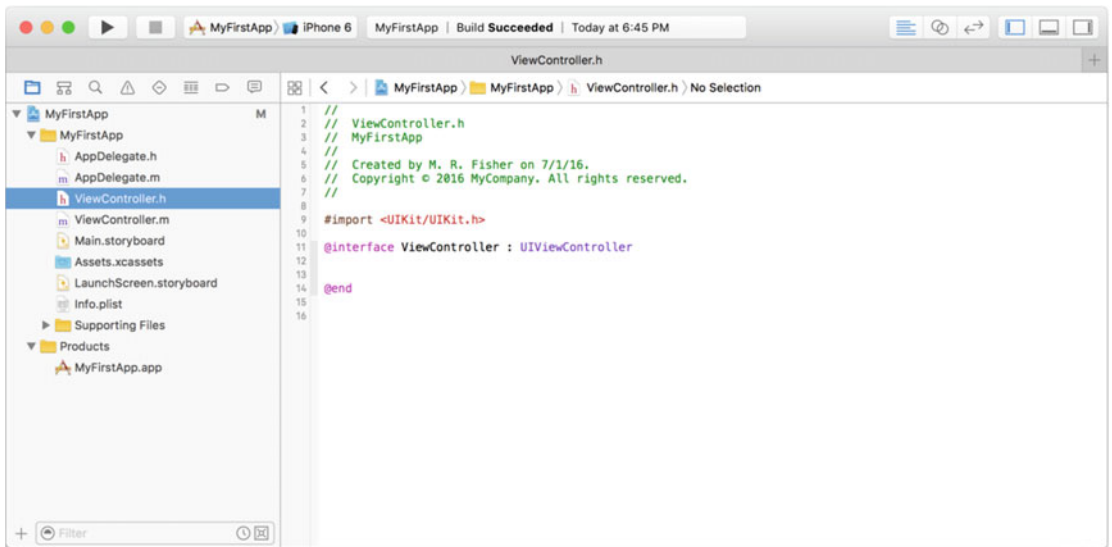 MyFirstApp iPhone 6 MyFirstApp | Build Succeeded | Today at 6:45 PM
ViewController.h
MyFirstApp MyFirstApp h ViewController.h No Selection
MyFirstApp M
MyFirstApp
h AppDelegate.h
m AppDelegate.m
h ViewController.h
m ViewController.m
Main.storyboard
Assets.xcassets
LaunchScreen.storyboard
Info.plist
Supporting Files
Products
MyFirstApp.app
Filter
1 //
2 // ViewController.h
3 // MyFirstApp
4 //
5 // Created by M. R. Fisher on 7/1/16.
6 // Copyright © 2016 MyCompany. All rights reserved.
7 //
8
9 #import <UIKit/UIKit.h>
10
11 @interface ViewController : UIViewController
12
13
14 @end
15
16